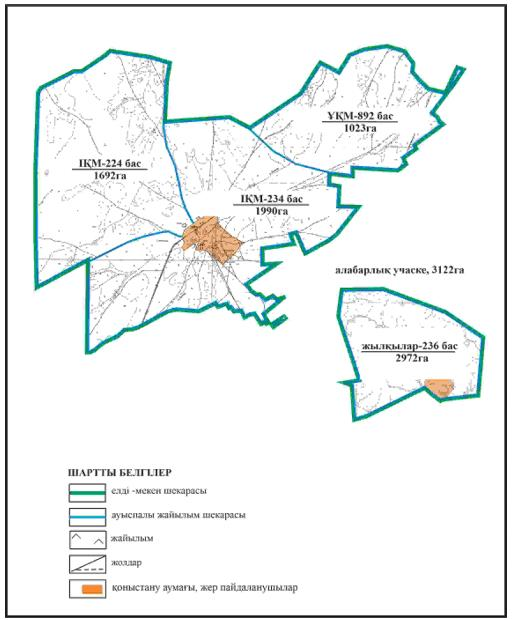 ҰҚМ-892 бас
1023га
ІҚМ-224 бас
1692га
ІҚМ-234 бас
1990га
алабарлық учаске, 3122га
жылқылар-236 бас
2972га
ШАРТТЫ БЕЛГІЛЕР
елді -мекен шекарасы
ауыспалы жайылым шекарасы
жайылым
жолдар
қоныстану аумағы, жер пайдаланушылар